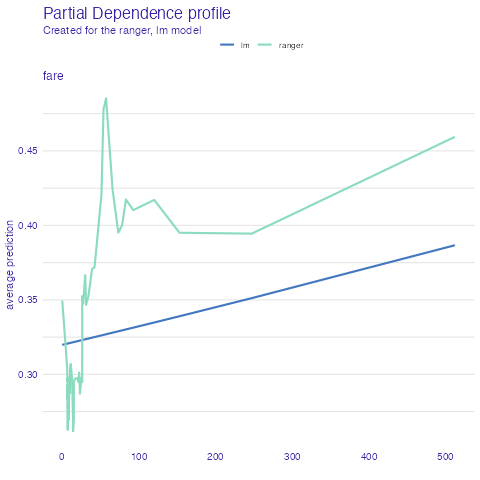 Partial Dependence profile
Created for the ranger, lm model
lm ranger
fare
average prediction
0.45
0.40
0.35
0.30
0 100 200 300 400 500